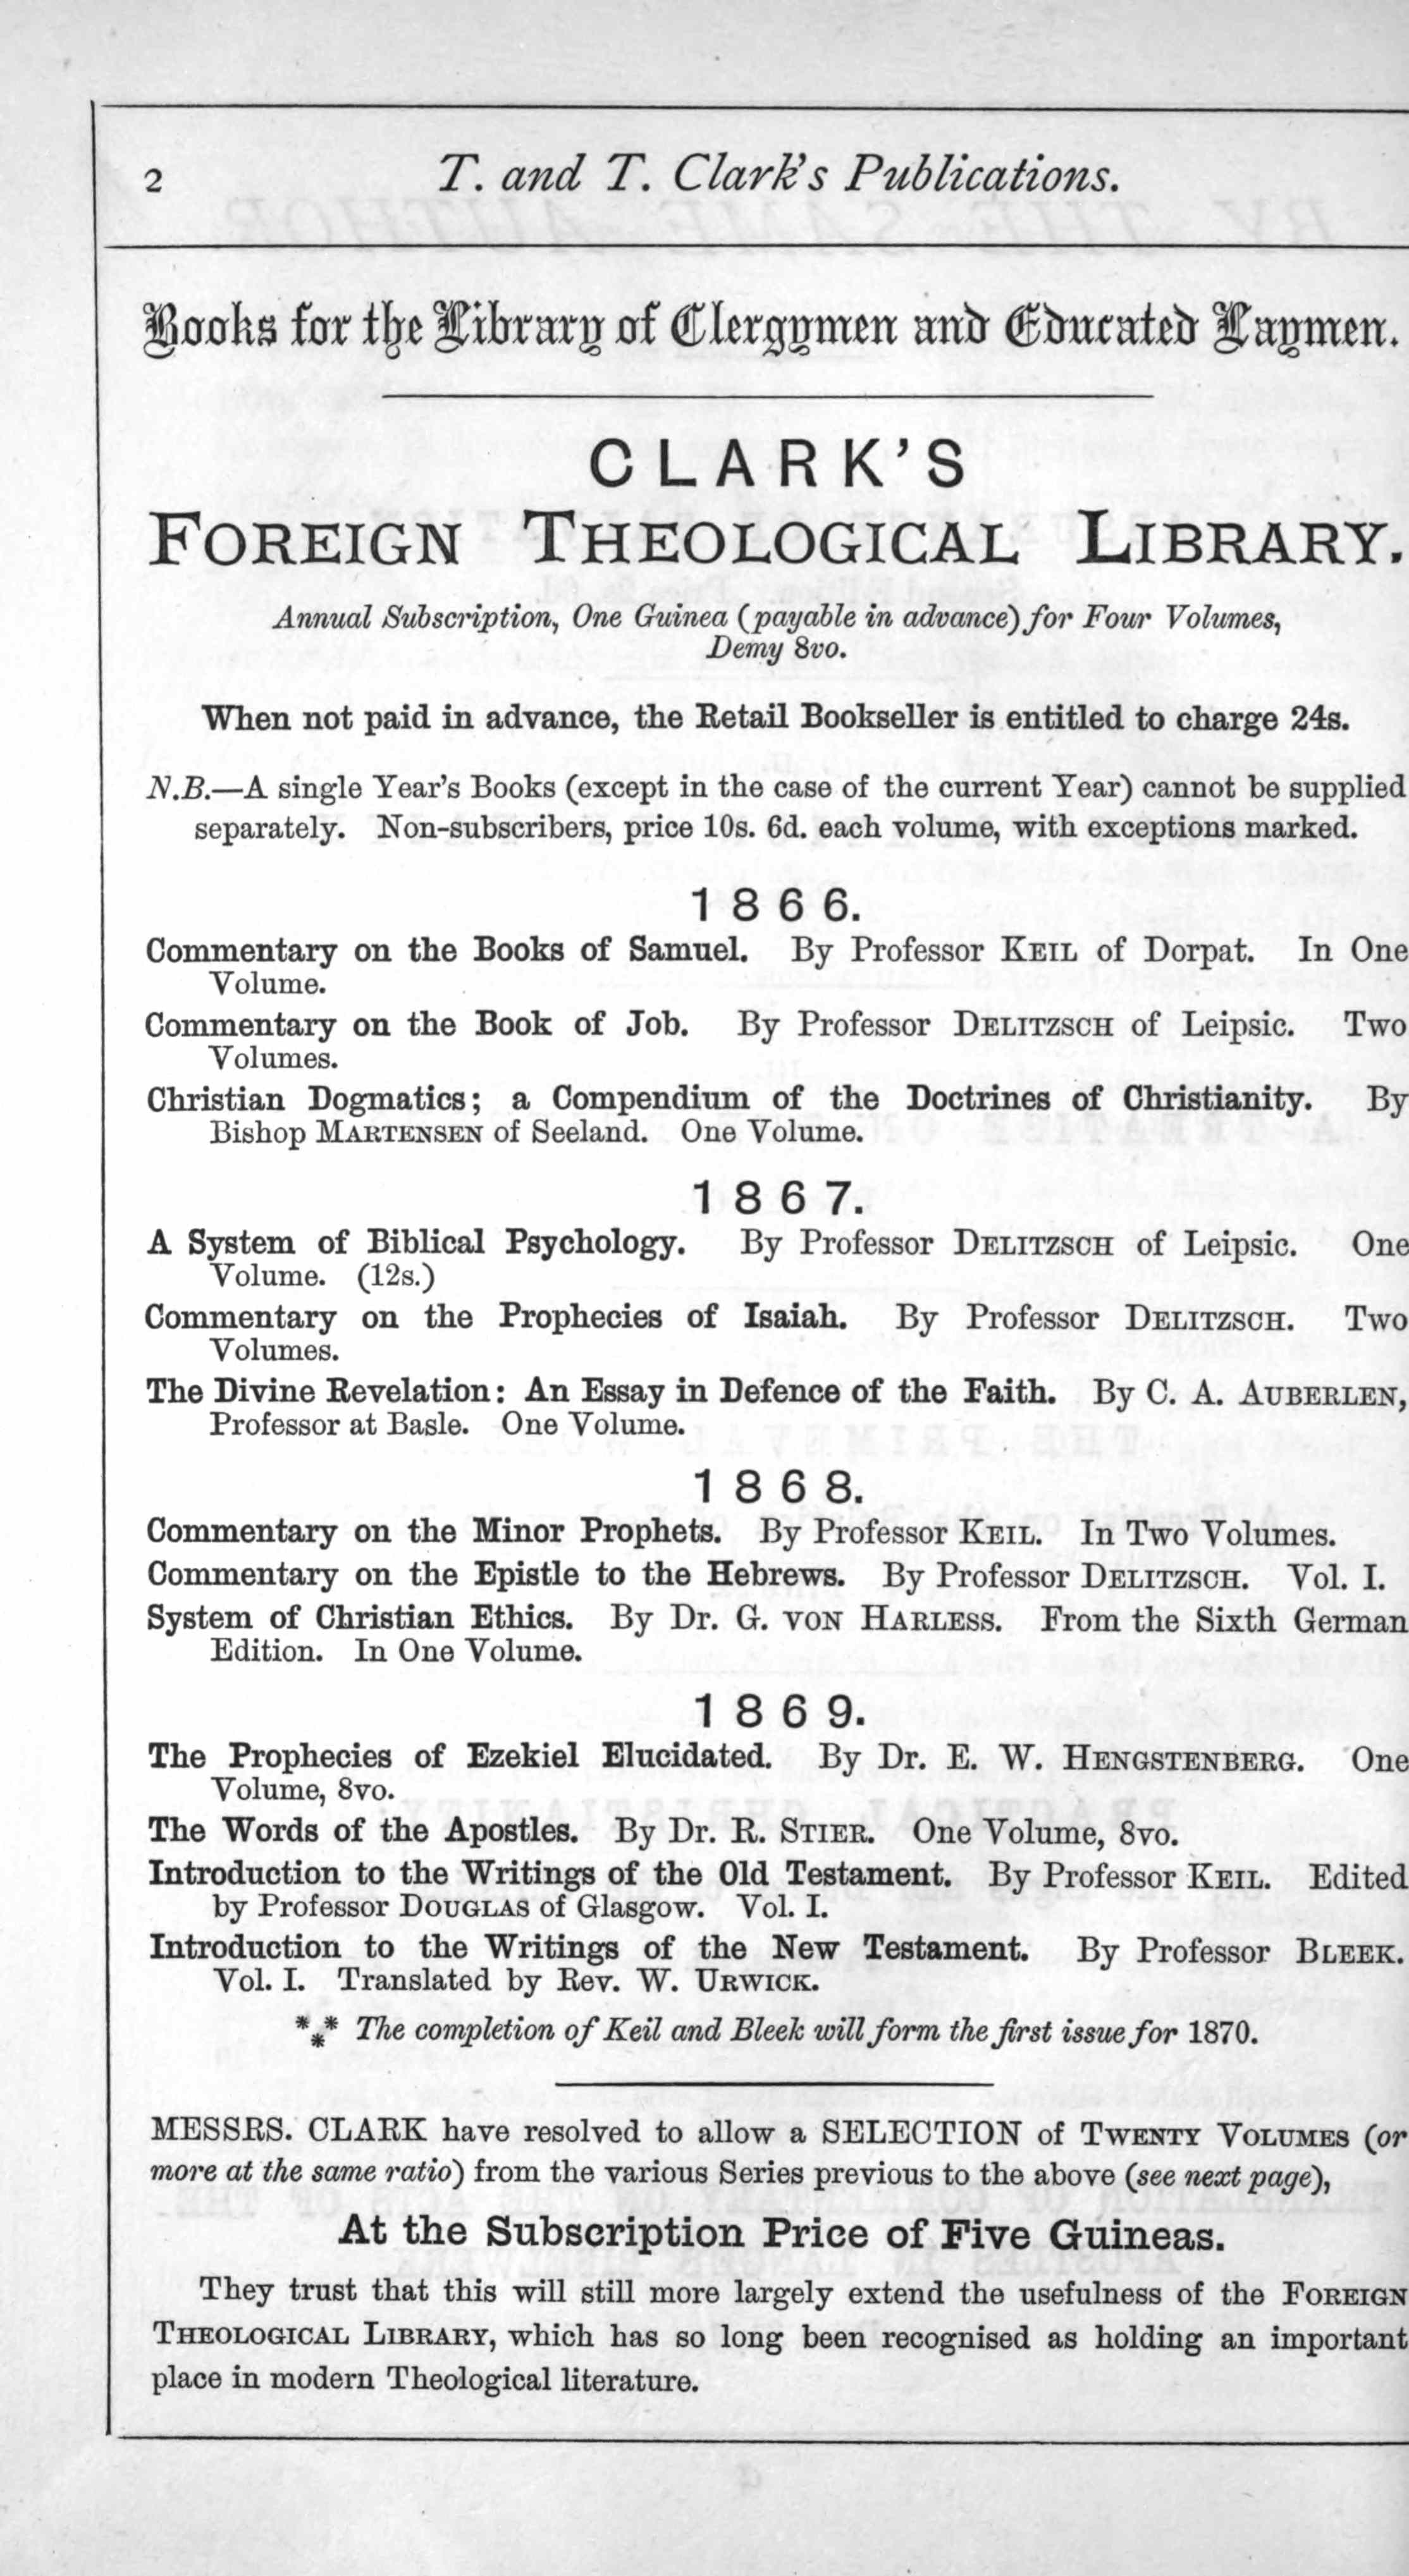 2
T. and T. Clark's Publications.
Books for the Library of Clergymen and Educated Laymen.
CLARK'S
FOREIGN THEOLOGICAL LIBRARY.
Annual Subscription, One Guinea (payable in advance) for Four Volumes,
Demy 8vo.
When not paid in advance, the Retail Bookseller is entitled to charge 24s.
N.B.—A single Year's Books (except in the case of the current Year) cannot be supplied
separately. Non-subscribers, price 10s. 6d. each volume, with exceptions marked.
1866.
Commentary on the Books of Samuel. By Professor KEIL of Dorpat. In One
Volume.
Commentary on the Book of Job. By Professor DELITZSCH of Leipsic. Two
Volumes.
Christian Dogmatics; a Compendium of the Doctrines of Christianity. By
Bishop MARTENSEN of Seeland. One Volume.
1867.
A System of Biblical Psychology. By Professor DELITZSCH of Leipsic. One
Volume. (12s.)
Commentary on the Prophecies of Isaiah. By Professor DELITZSCH. Two
Volumes.
The Divine Revelation: An Essay in Defence of the Faith. By C. A. AUBERLEN,
Professor at Basle. One Volume.
1868.
Commentary on the Minor Prophets. By Professor KEIL. In Two Volumes.
Commentary on the Epistle to the Hebrews. By Professor DELITZSCH. Vol. I.
System of Christian Ethics. By Dr. G. VON HARLESS. From the Sixth German
Edition. In One Volume.
1869.
The Prophecies of Ezekiel Elucidated. By Dr. E. W. HENGSTENBERG. One
Volume, 8vo.
The Words of the Apostles. By Dr. R. STIER. One Volume, 8vo.
Introduction to the Writings of the Old Testament. By Professor KEIL. Edited
by Professor DOUGLAS of Glasgow. Vol. I.
Introduction to the Writings of the New Testament. By Professor BLEEK.
Vol. I. Translated by Rev. W. URWICK.
*** The completion of Keil and Bleek will form the first issue for 1870.
MESSRS. CLARK have resolved to allow a SELECTION of TWENTY VOLUMES (or
more at the same ratio) from the various Series previous to the above (see next page),
At the Subscription Price of Five Guineas.
They trust that this will still more largely extend the usefulness of the FOREIGN
THEOLOGICAL LIBRARY, which has so long been recognised as holding an important
place in modern Theological literature.